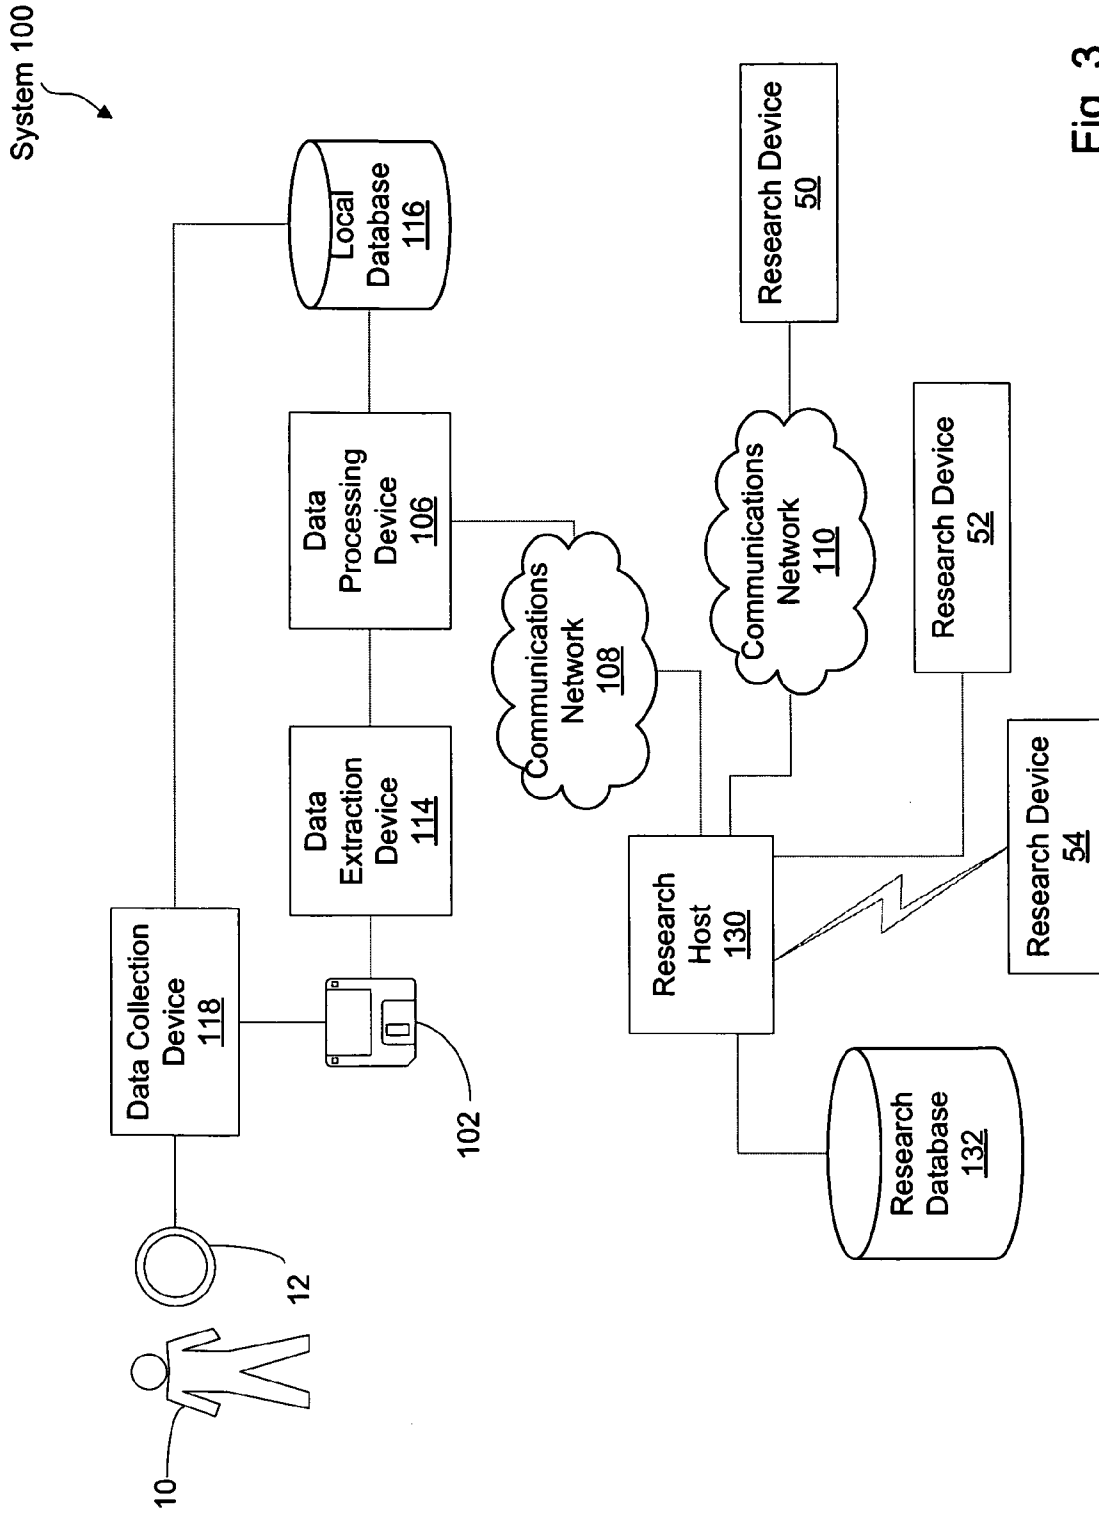 System 100
10
12
Data Collection
Device
118
102
Data
Extraction
Device
114
Data
Processing
Device
106
Local
Database
116
Communications
Network
108
Research
Host
130
Communications
Network
110
Research Device
50
Research Device
52
Research Device
54
Research
Database
132
Fig. 3